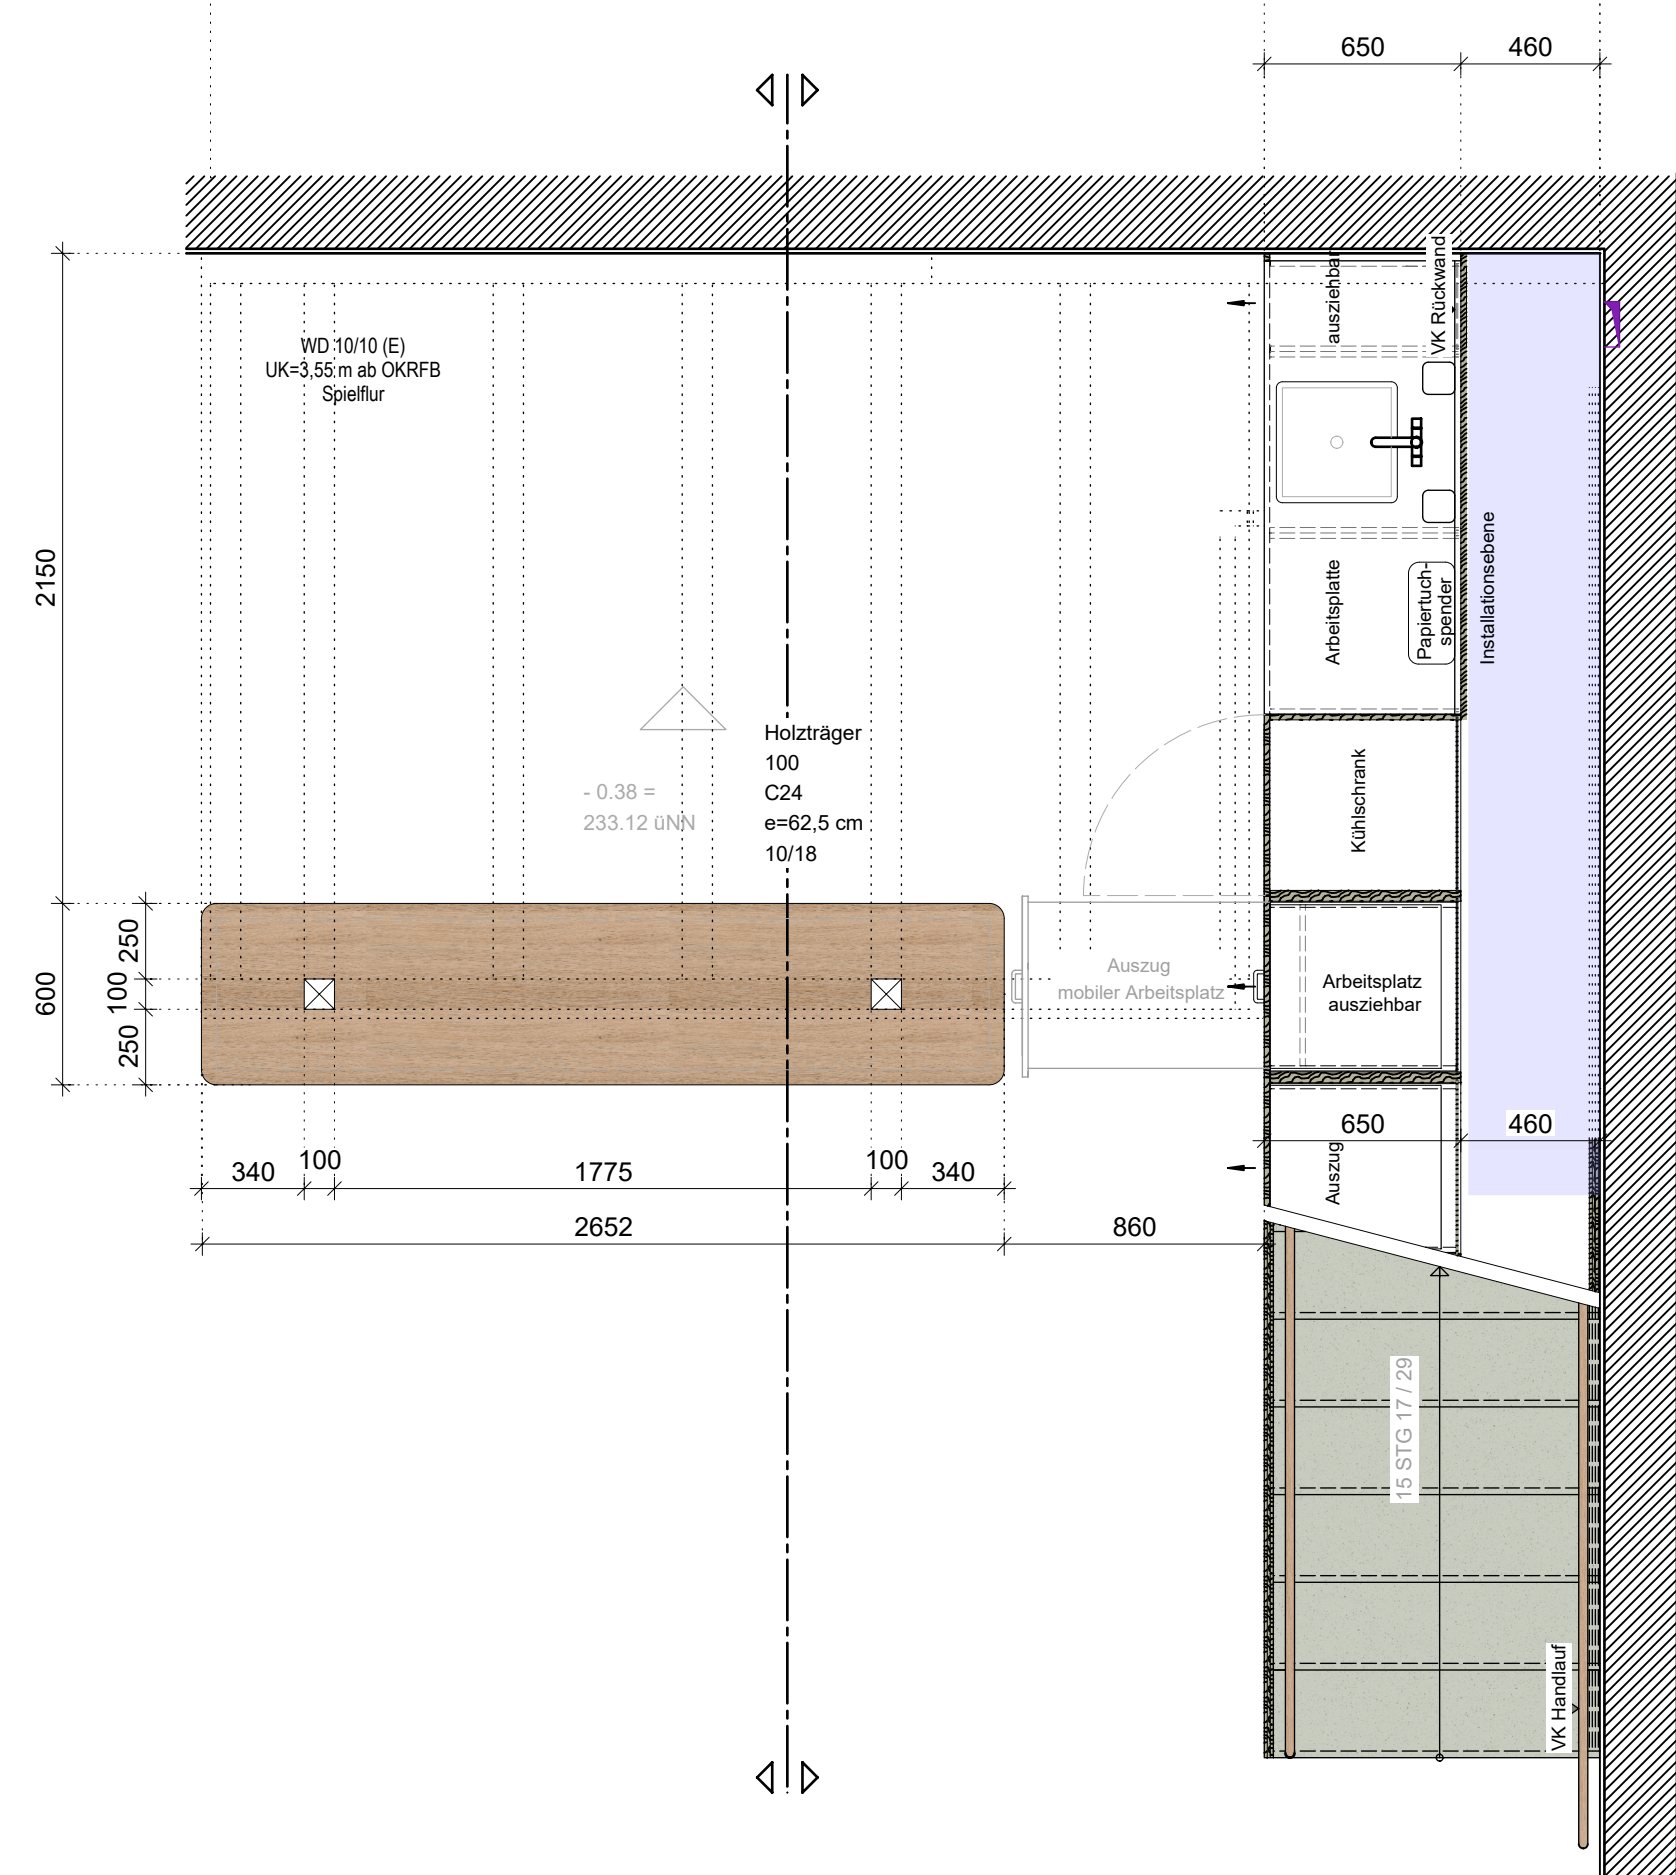 650
460
ausziehbar
VK Rückwand
WD 10/10 (E)
UK=3,55 m ab OKRFB
Spielflur
2150
Arbeitsplatte
Papiertuch-
spender
Installationsebene
Holzträger
100
C24
e=62,5 cm
10/18
- 0.38 =
233.12 üNN
Kühlschrank
600
250
100
250
Auszug
mobiler Arbeitsplatz
Arbeitsplatz
ausziehbar
650
460
Auszug
340
100
1775
100
340
2652
860
15 STG 17 / 29
VK Handlauf